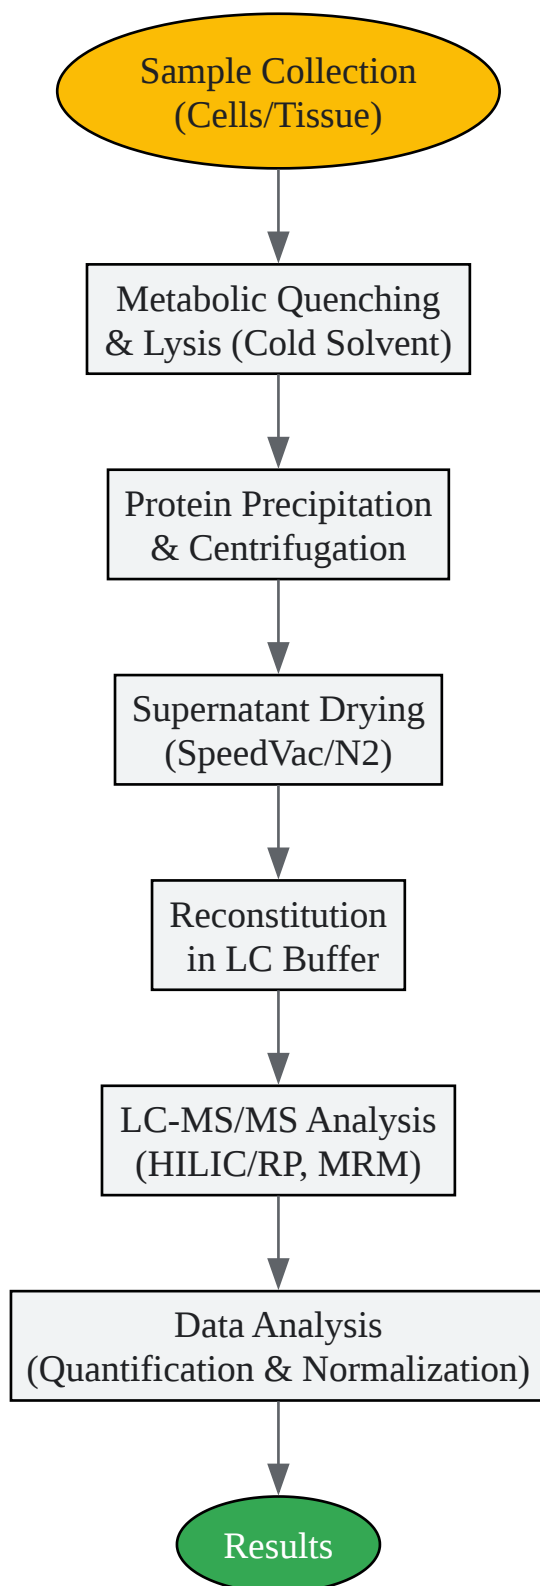 Sample Collection
(Cells/Tissue)
Metabolic Quenching
& Lysis (Cold Solvent)
Protein Precipitation
& Centrifugation
Supernatant Drying
(SpeedVac/N2)
Reconstitution
in LC Buffer
LC-MS/MS Analysis
(HILIC/RP, MRM)
Data Analysis
(Quantification & Normalization)
Results